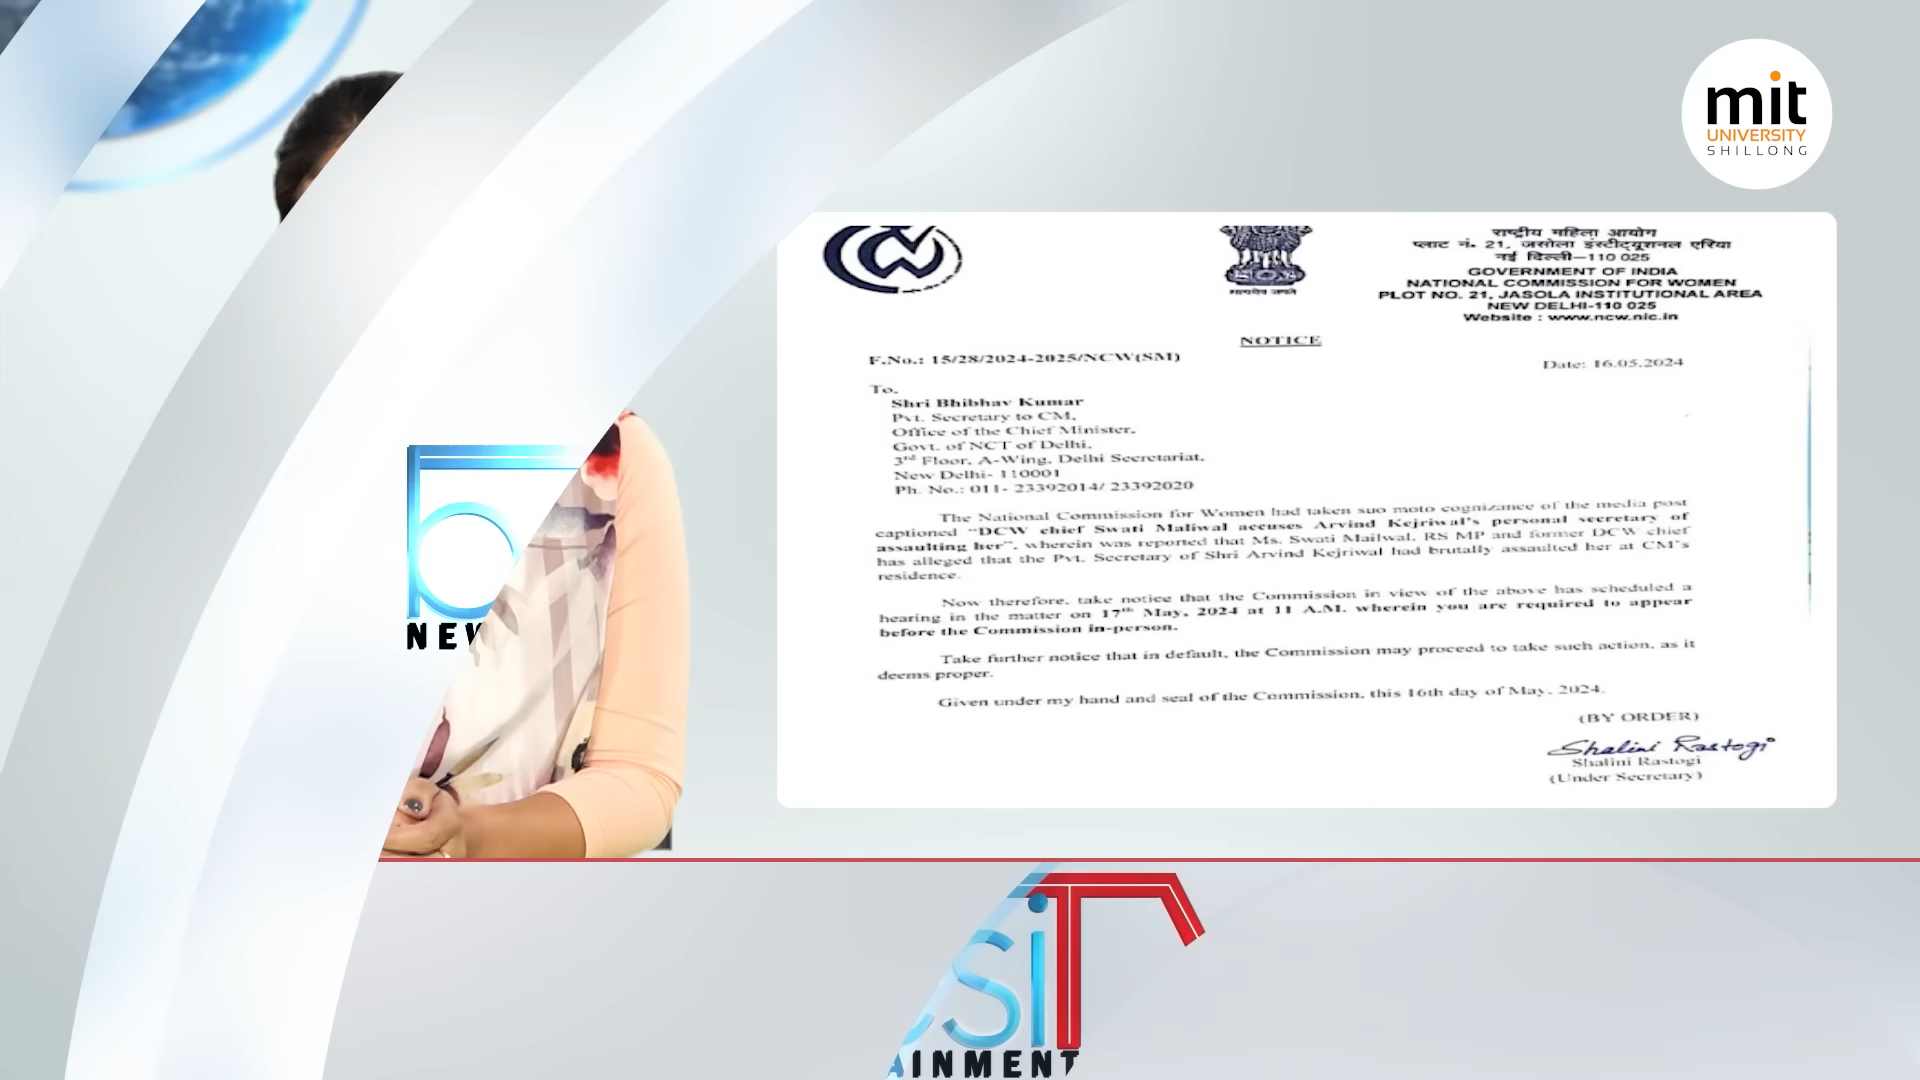 mit
UNIVERSITY
SHILLONG
राष्ट्रीय महिला आयोग
प्लाट नं. 21, जसोला इंस्टीट्यूशनल एरिया
नई दिल्ली–110 025
GOVERNMENT OF INDIA
NATIONAL COMMISSION FOR WOMEN
PLOT NO. 21, JASOLA INSTITUTIONAL AREA
NEW DELHI-110 025
Website : www.ncw.nic.in
सत्यमेव जयते
NOTICE
F.No.: 15/28/2024-2025/NCW(SM)
Date: 16.05.2024
To,
Shri Bhibhav Kumar
Pvt. Secretary to CM,
Office of the Chief Minister,
Govt. of NCT of Delhi,
3rd Floor, A-Wing, Delhi Secretariat,
New Delhi- 110001
Ph. No.: 011- 23392014/ 23392020
The National Commission for Women had taken suo moto cognizance of the media post
captioned "DCW chief Swati Maliwal accuses Arvind Kejriwal's personal secretary of
assaulting her", wherein was reported that Ms. Swati Mailwal, RS MP and former DCW chief
has alleged that the Pvt. Secretary of Shri Arvind Kejriwal had brutally assaulted her at CM's
residence.
Now therefore, take notice that the Commission in view of the above has scheduled a
hearing in the matter on 17th May, 2024 at 11 A.M. wherein you are required to appear
before the Commission in-person.
Take further notice that in default, the Commission may proceed to take such action, as it
deems proper.
Given under my hand and seal of the Commission, this 16th day of May, 2024.
(BY ORDER)
Shalini Rastogi
Shalini Rastogi
(Under Secretary)
b
NEW
SiT
AINMENT